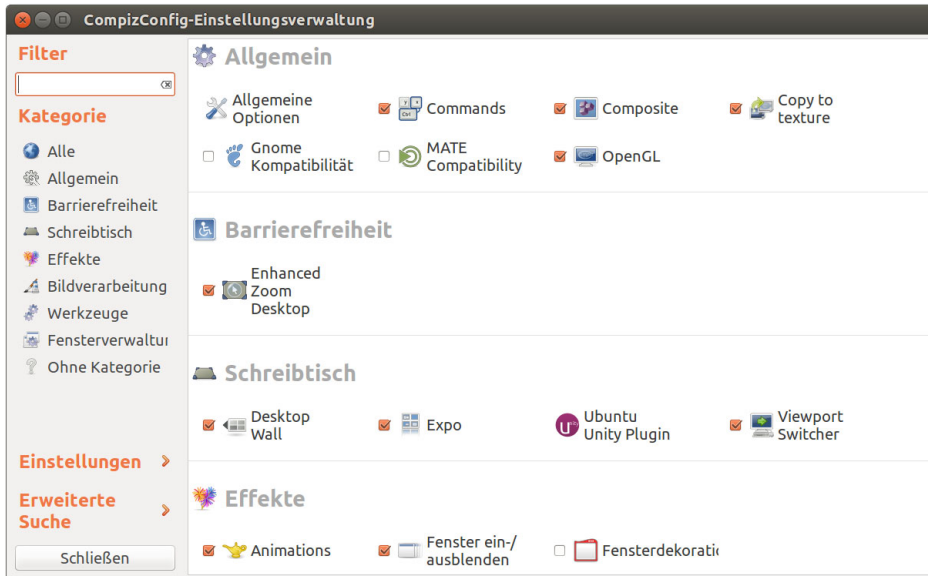 CompizConfig-Einstellungsverwaltung
Filter
Kategorie
Alle
Allgemein
Barrierefreiheit
Schreibtisch
Effekte
Bildverarbeitung
Werkzeuge
Fensterverwaltu
Ohne Kategorie
Einstellungen
Erweiterte
Suche
Schließen
Allgemein
Allgemeine
Optionen
Commands
Composite
Copy to
texture
Gnome
Kompatibilität
MATE
Compatibility
OpenGL
Barrierefreiheit
Enhanced
Zoom
Desktop
Schreibtisch
Desktop
Wall
Expo
Ubuntu
Unity Plugin
Viewport
Switcher
Effekte
Animations
Fenster ein-/
ausblenden
Fensterdekoratio